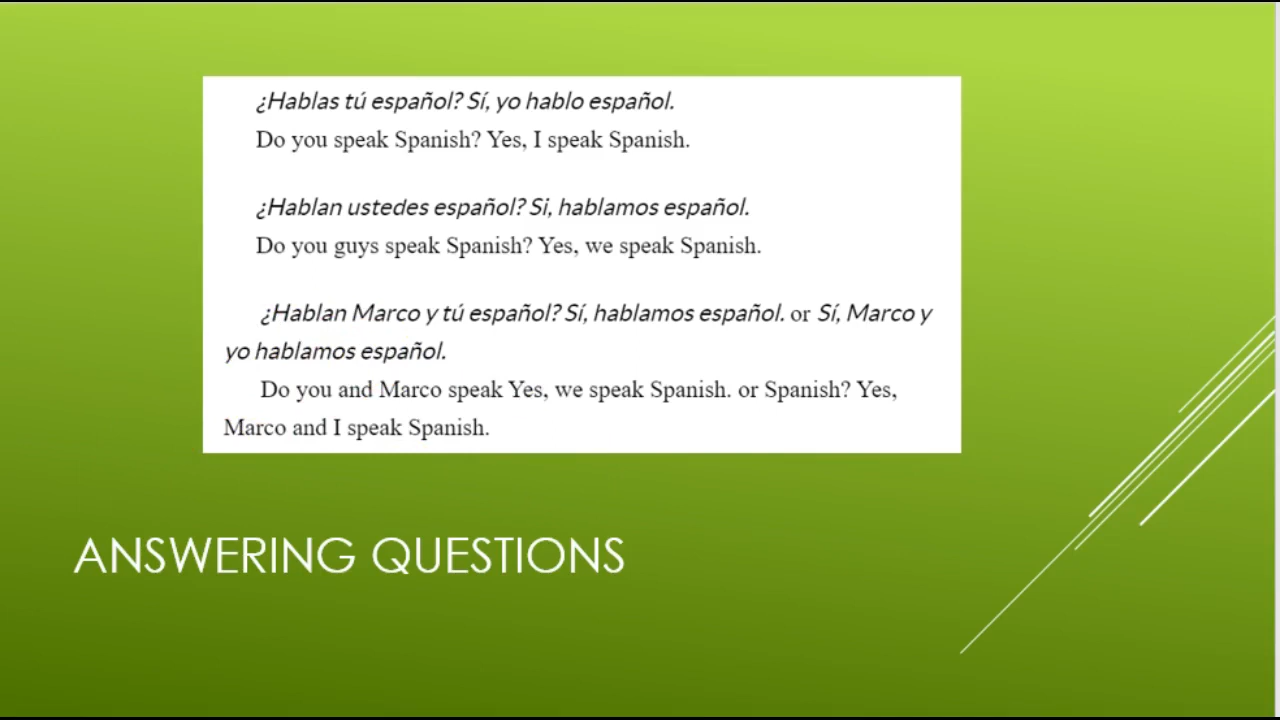 ¿Hablas tú español? Sí, yo hablo español.
Do you speak Spanish? Yes, I speak Spanish.
¿Hablan ustedes español? Si, hablamos español.
Do you guys speak Spanish? Yes, we speak Spanish.
¿Hablan Marco y tú español? Sí, hablamos español. or Sí, Marco y
yo hablamos español.
Do you and Marco speak Yes, we speak Spanish. or Spanish? Yes,
Marco and I speak Spanish.
ANSWERING QUESTIONS